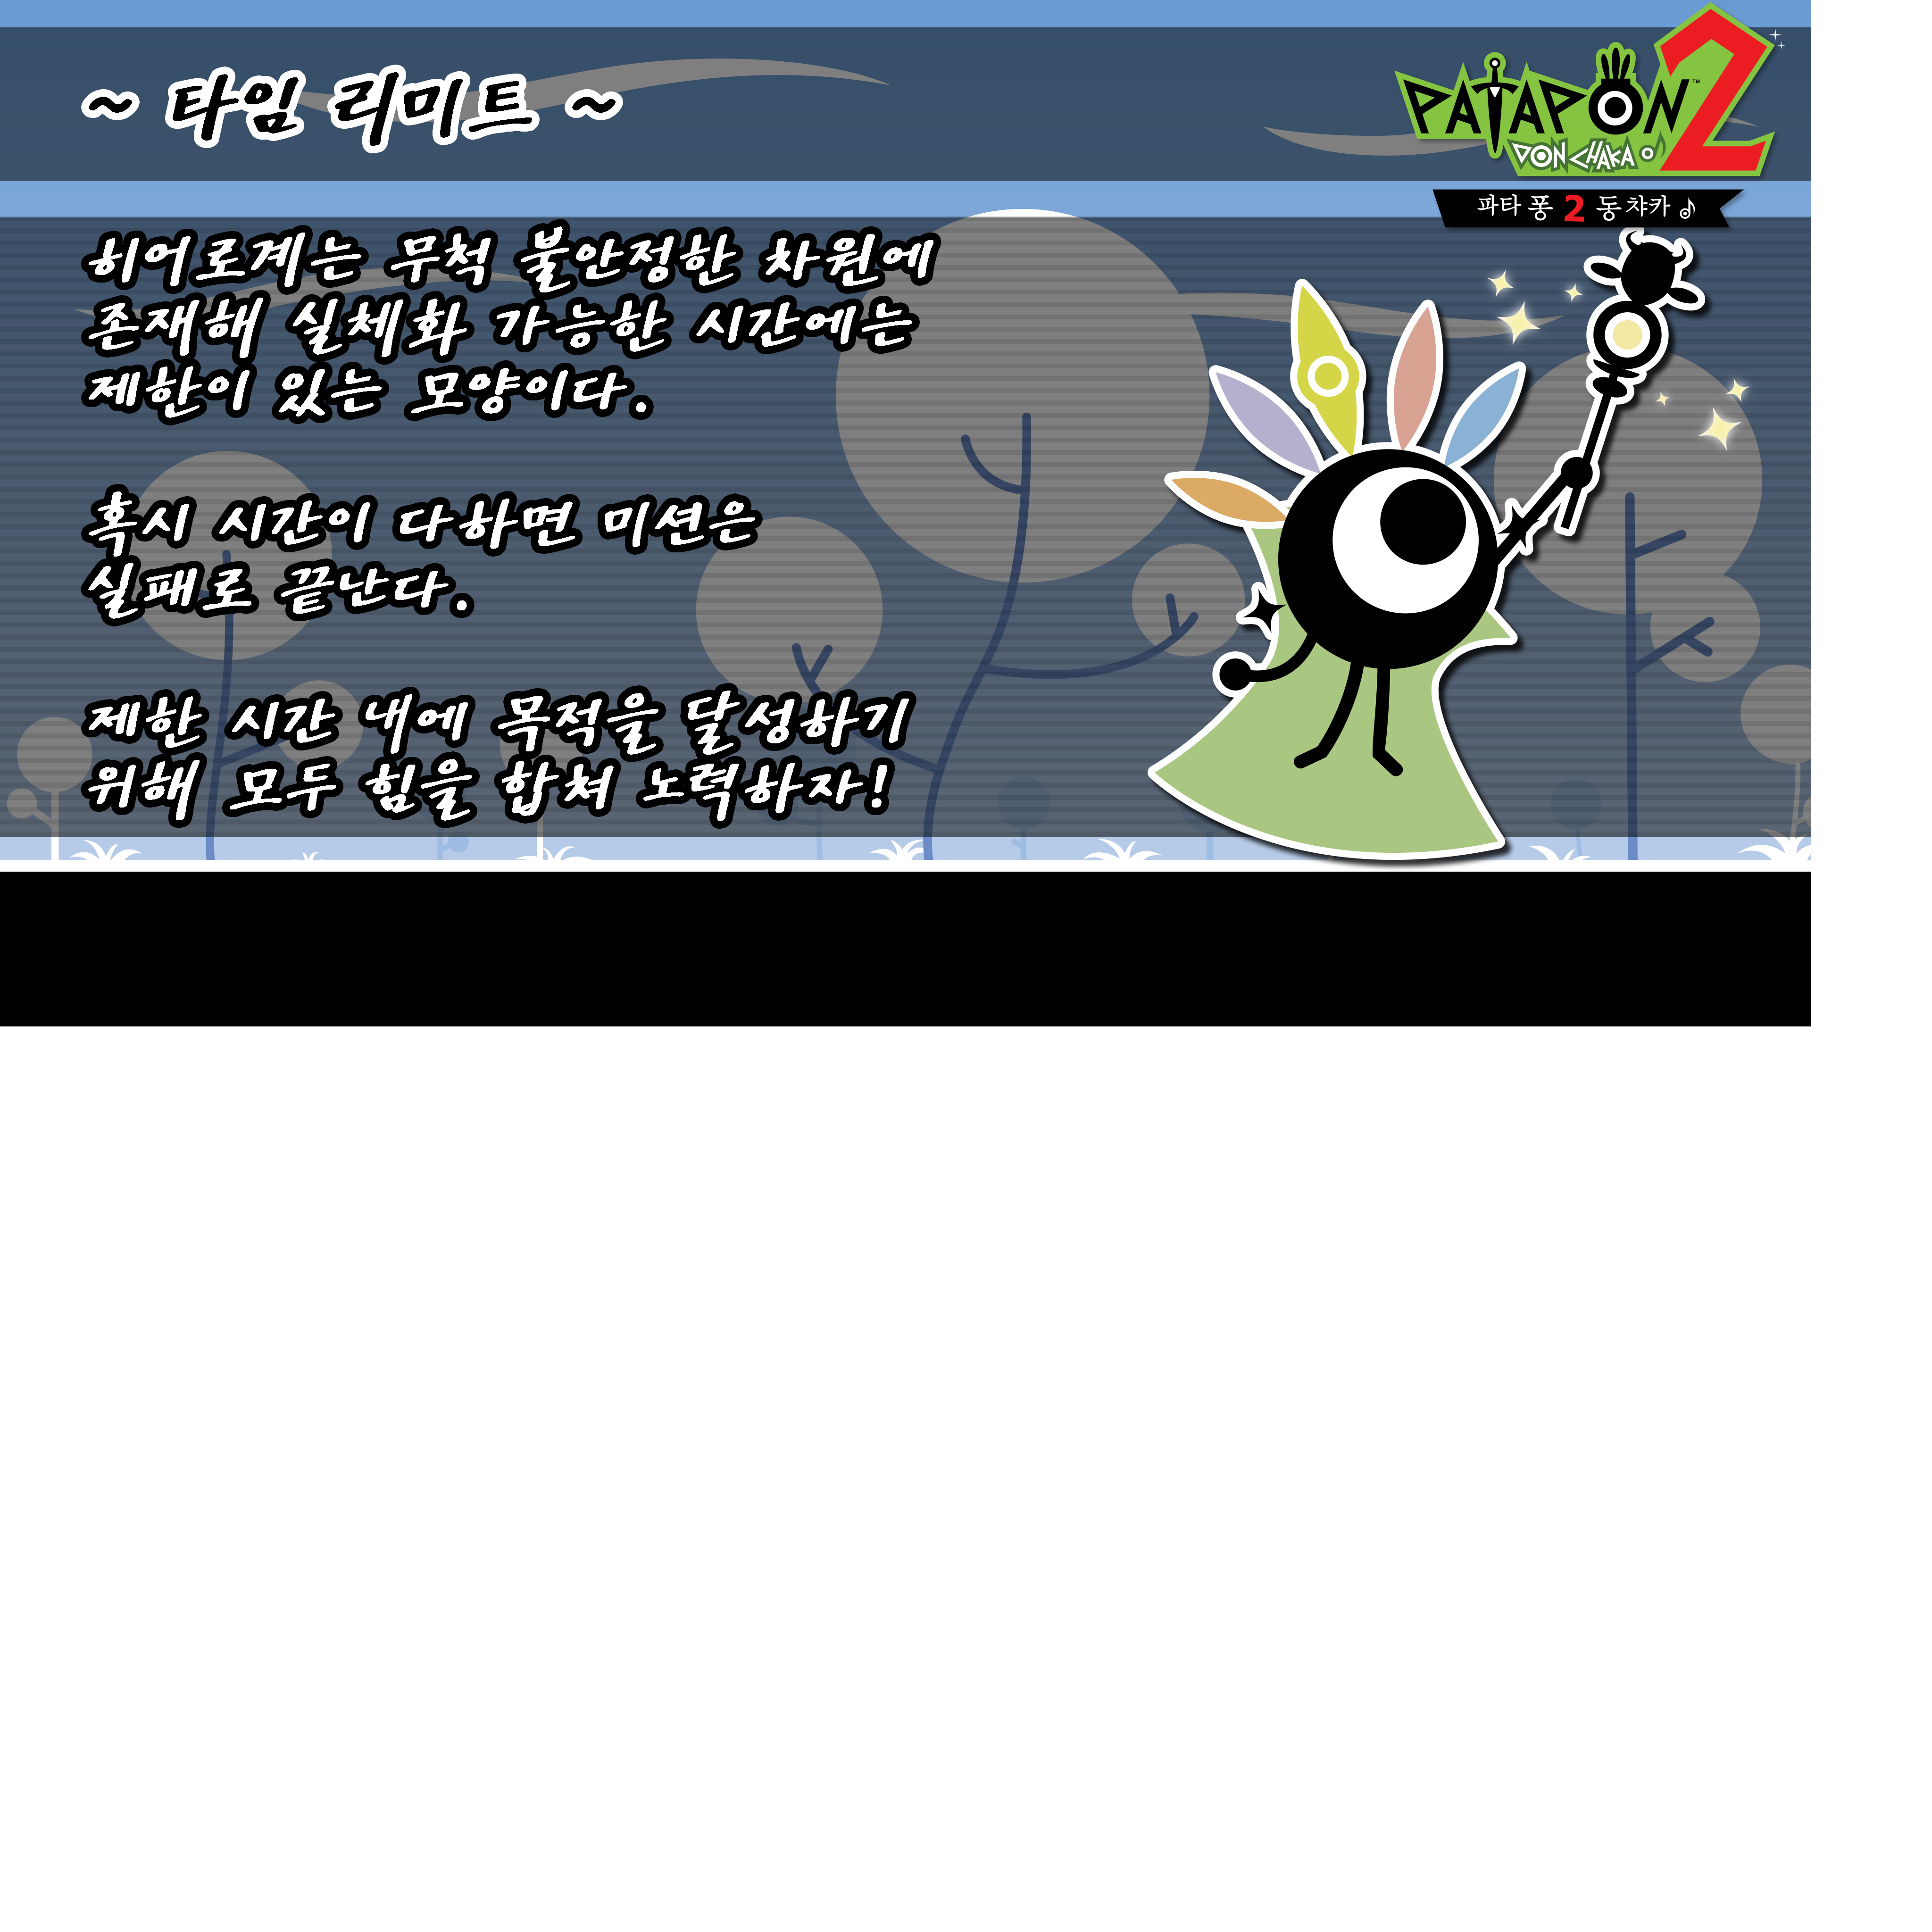 ~ 타임 리미트 ~
PATAPON 2™
DON CHAKA♪
파타퐁 2 동챠카♪
히어로계는 무척 불안정한 차원에
존재해 실체화 가능한 시간에는
제한이 있는 모양이다.
혹시 시간이 다하면 미션은
실패로 끝난다.
제한 시간 내에 목적을 달성하기
위해 모두 힘을 합쳐 노력하자!